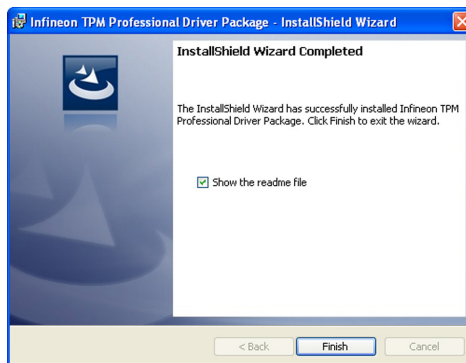 Infineon TPM Professional Driver Package - InstallShield Wizard
InstallShield Wizard Completed
The InstallShield Wizard has successfully installed Infineon TPM
Professional Driver Package. Click Finish to exit the wizard.
Show the readme file
< Back
Finish
Cancel